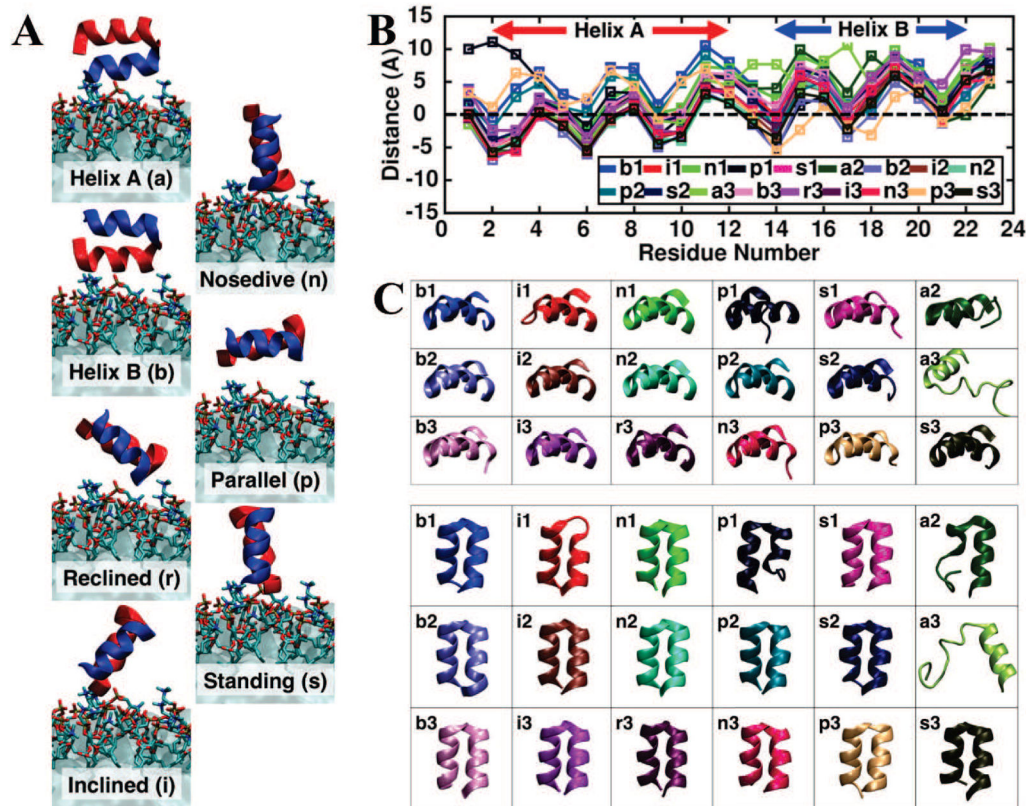 A
Helix A (a)
Helix B (b)
Reclined (r)
Inclined (i)
Nosedive (n)
Parallel (p)
Standing (s)
B
15
10
5
0
-5
-10
-15
Distance (A)
Helix A
Helix B
b1 i1 n1 p1 s1 a2 b2 i2 n2
p2 s2 a3 b3 r3 i3 n3 p3 s3
0 2 4 6 8 10 12 14 16 18 20 22 24
Residue Number
C
b1 i1 n1 p1 s1 a2
b2 i2 n2 p2 s2 a3
b3 i3 r3 n3 p3 s3
b1 i1 n1 p1 s1 a2
b2 i2 n2 p2 s2 a3
b3 i3 r3 n3 p3 s3